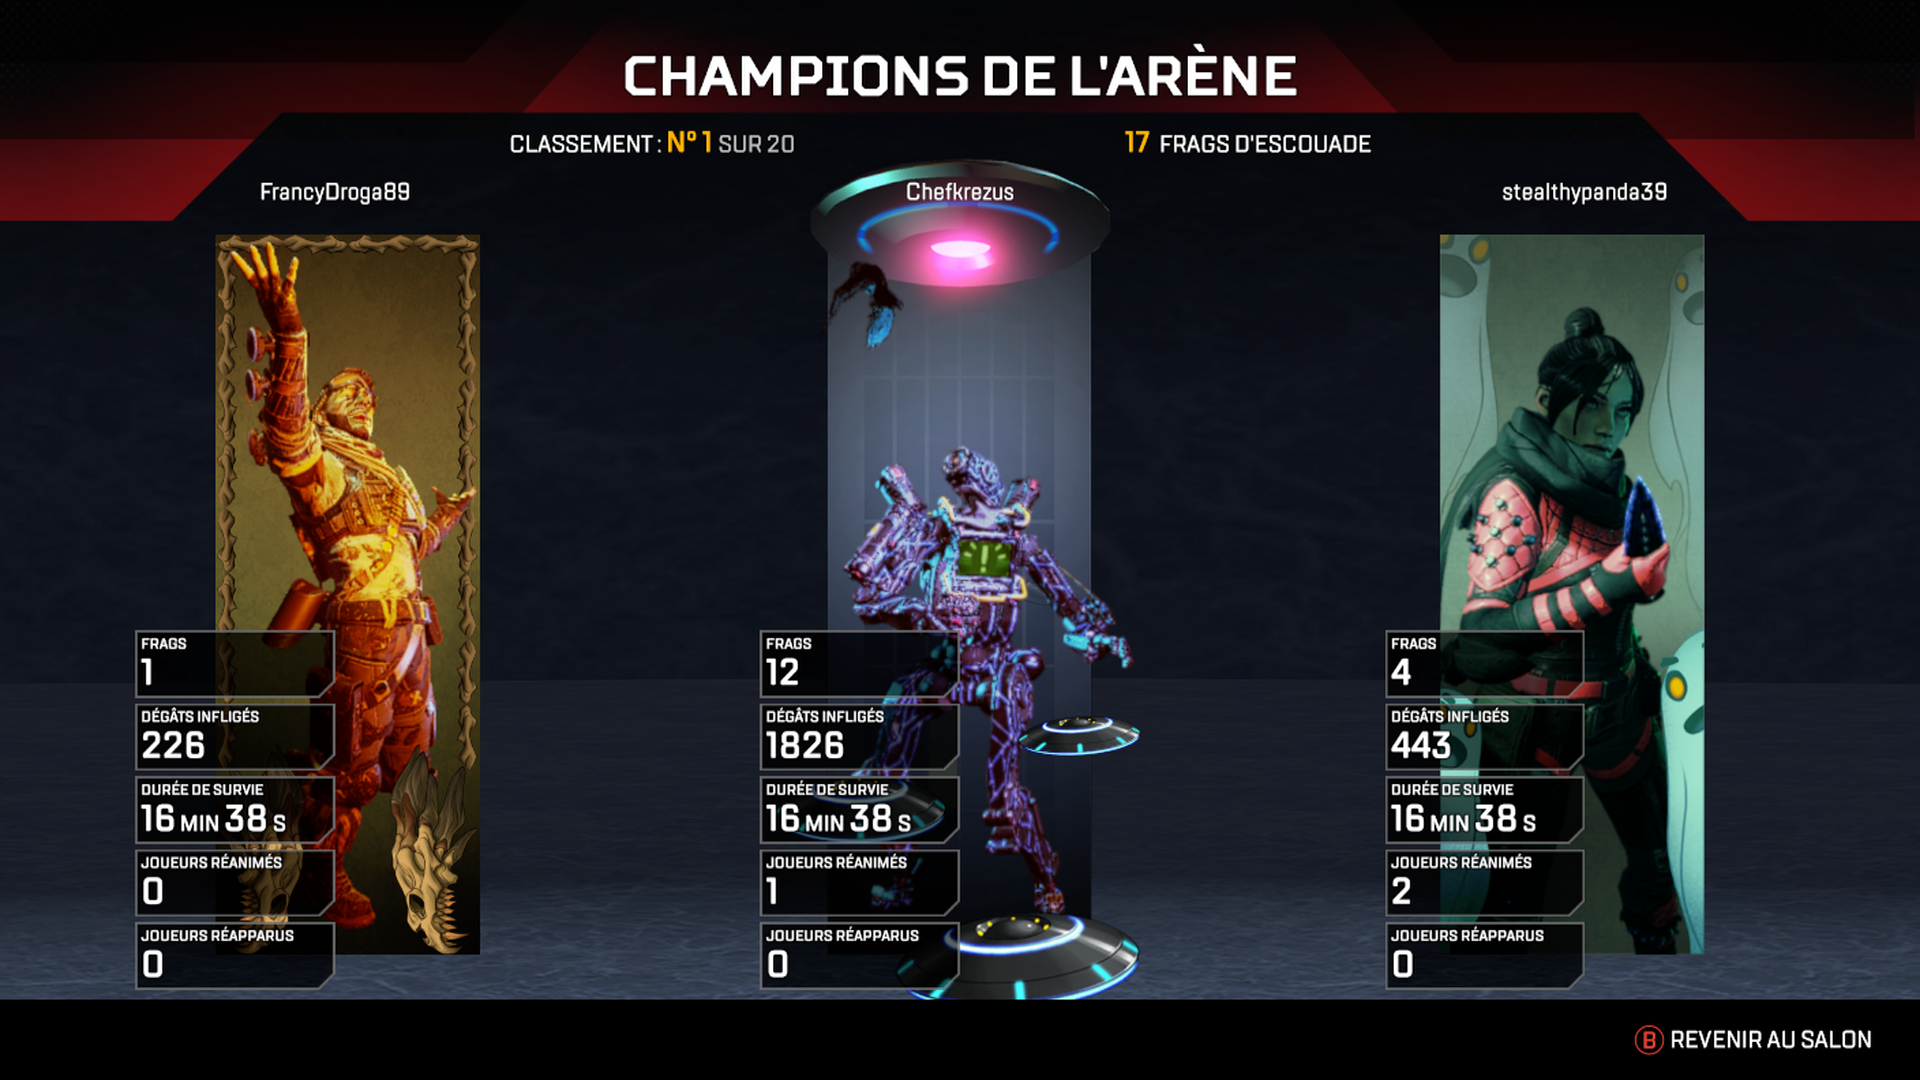 CHAMPIONS DE L'ARÈNE
CLASSEMENT : N° 1 SUR 20
17 FRAGS D'ESCOUADE
FrancyDroga89
Chefkrezus
stealthypanda39
FRAGS
1
DÉGÂTS INFLIGÉS
226
DURÉE DE SURVIE
16 MIN 38 S
JOUEURS RÉANIMÉS
0
JOUEURS RÉAPPARUS
0
FRAGS
12
DÉGÂTS INFLIGÉS
1826
DURÉE DE SURVIE
16 MIN 38 S
JOUEURS RÉANIMÉS
1
JOUEURS RÉAPPARUS
0
FRAGS
4
DÉGÂTS INFLIGÉS
443
DURÉE DE SURVIE
16 MIN 38 S
JOUEURS RÉANIMÉS
2
JOUEURS RÉAPPARUS
0
B REVENIR AU SALON